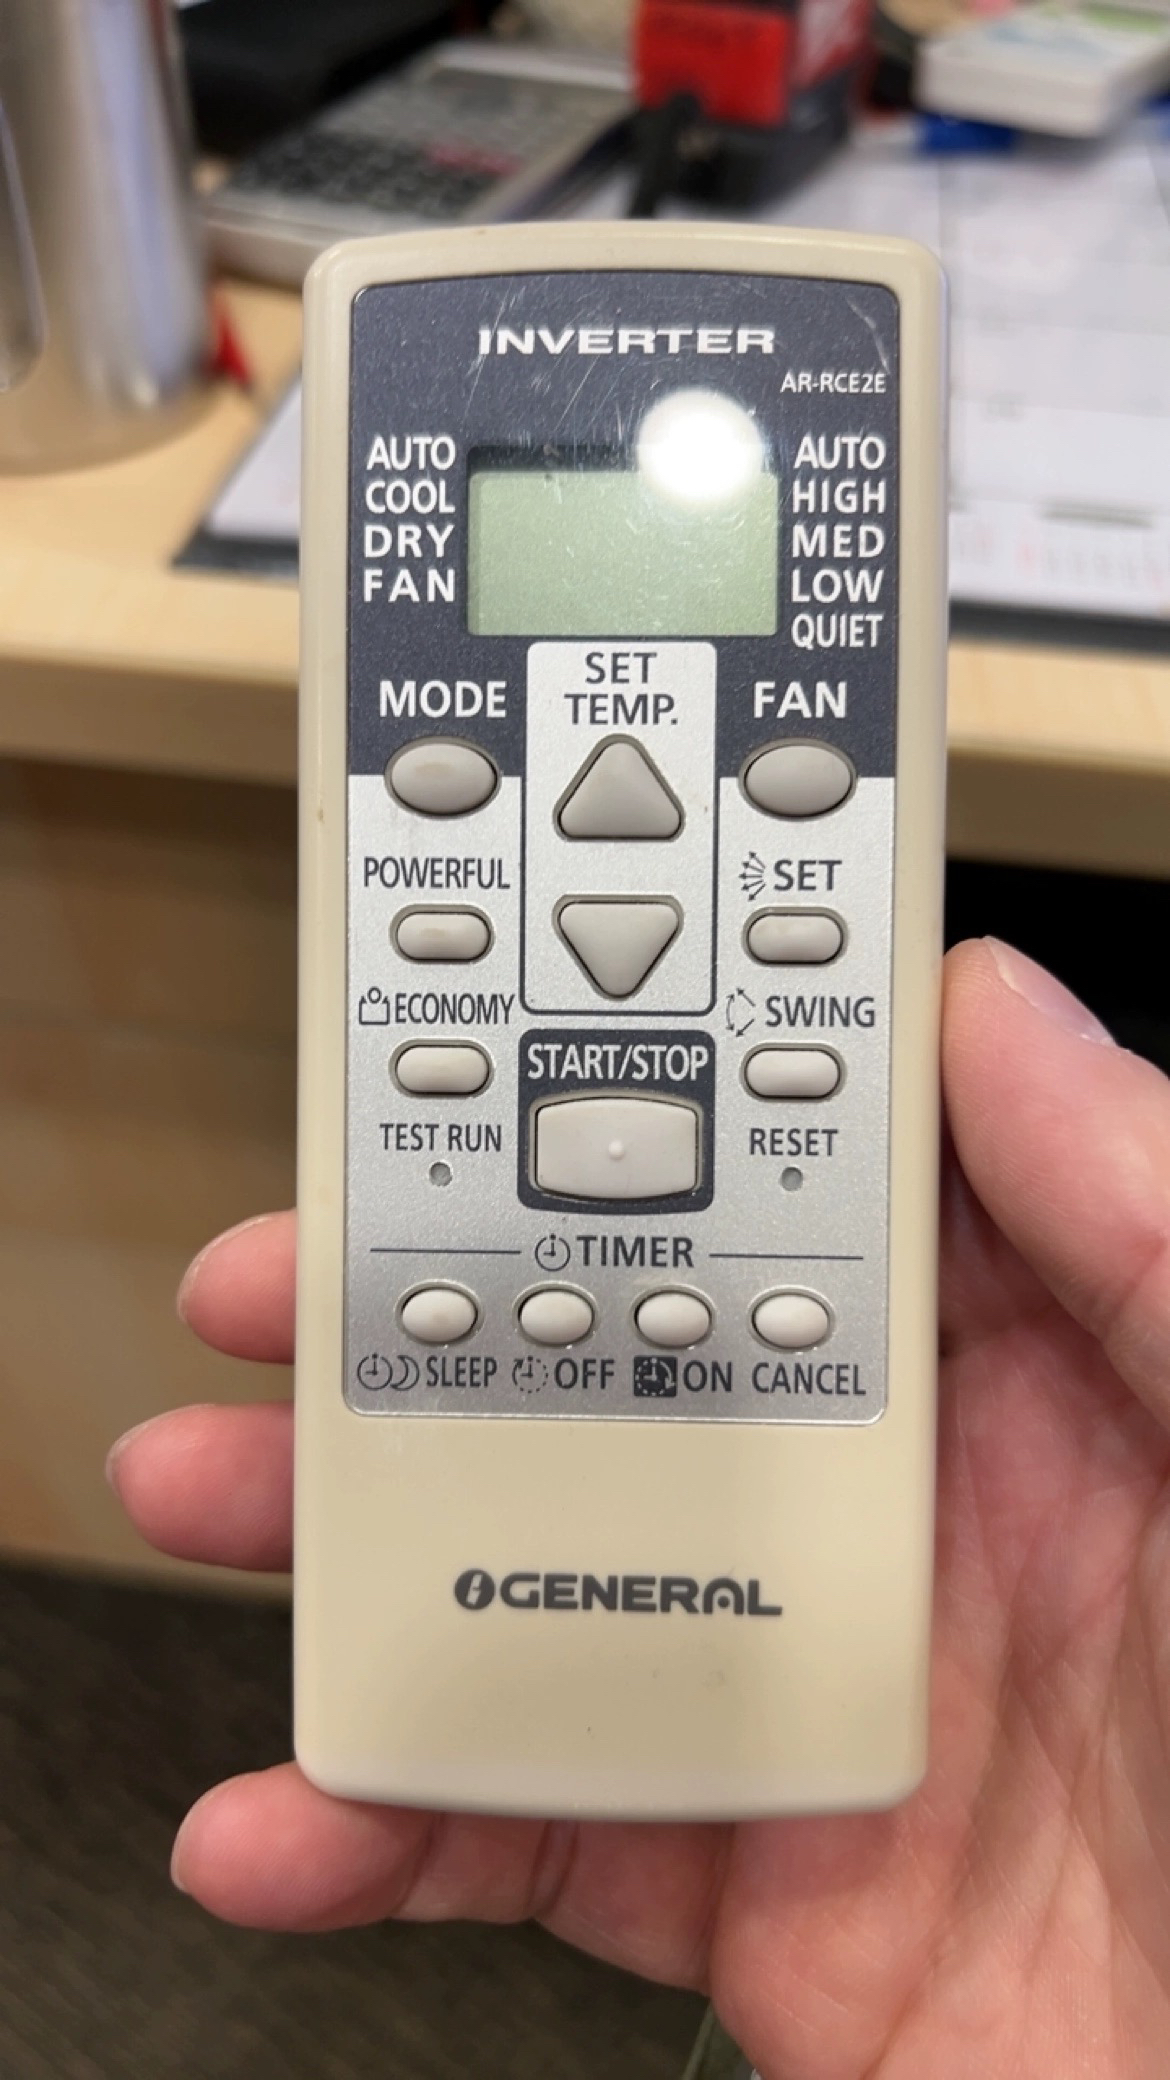 INVERTER
AR-RCE2E
AUTO
COOL
DRY
FAN
AUTO
HIGH
MED
LOW
QUIET
MODE
SET
TEMP.
FAN
POWERFUL
SET
ECONOMY
SWING
START/STOP
TEST RUN
RESET
TIMER
SLEEP OFF ON CANCEL
GENERAL